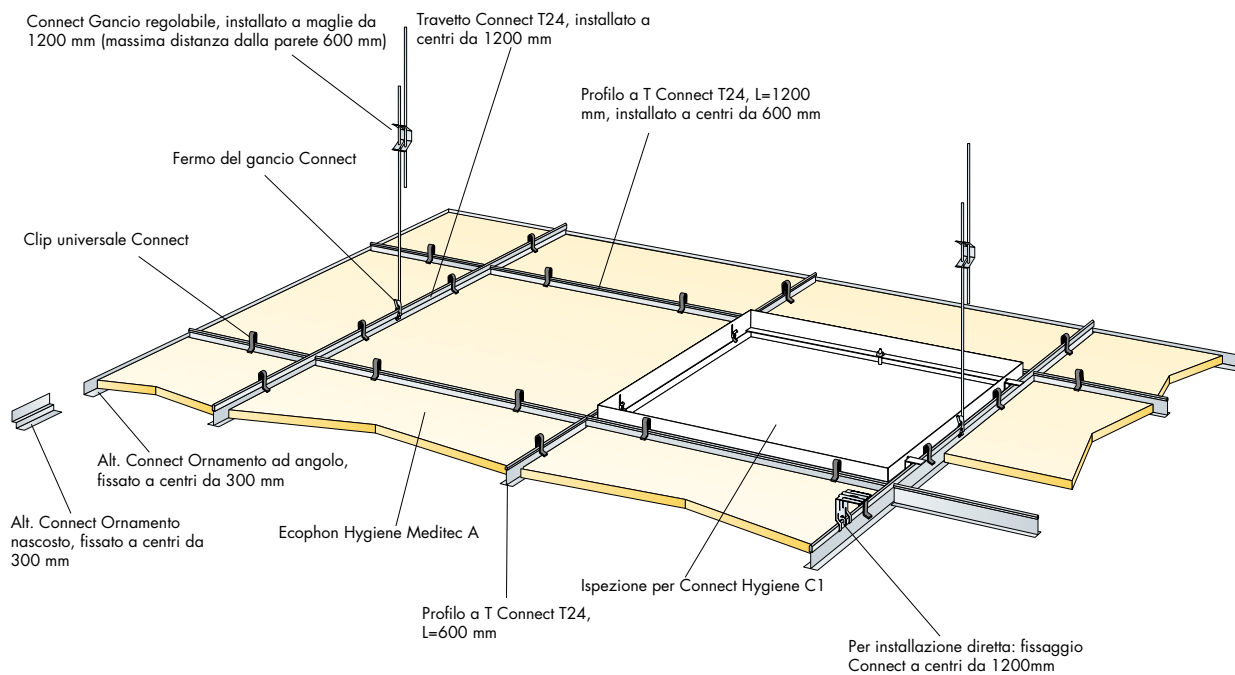 Connect Gancio regolabile, installato a maglie da
1200 mm (massima distanza dalla parete 600 mm)
Travetto Connect T24, installato a
centri da 1200 mm
Profilo a T Connect T24, L=1200
mm, installato a centri da 600 mm
Fermo del gancio Connect
Clip universale Connect
Alt. Connect Ornamento ad angolo,
fissato a centri da 300 mm
Alt. Connect Ornamento
nascosto, fissato a centri da
300 mm
Ecophon Hygiene Meditec A
Ispezione per Connect Hygiene C1
Profilo a T Connect T24,
L=600 mm
Per installazione diretta: fissaggio
Connect a centri da 1200mm